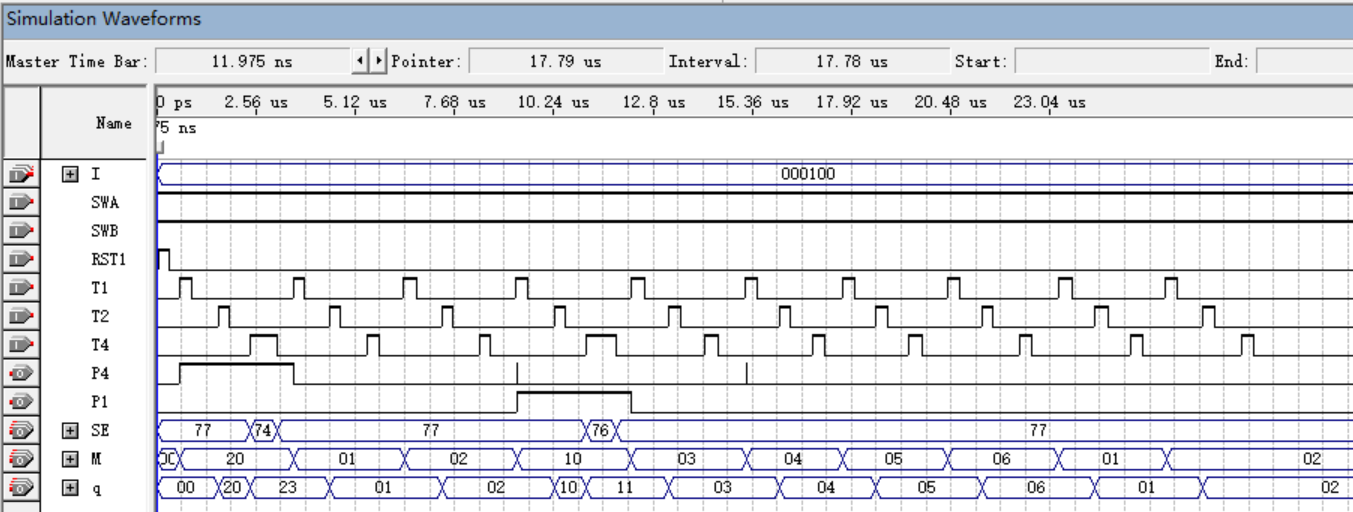 Simulation Waveforms
Master Time Bar: 11.975 ns Pointer: 17.79 us Interval: 17.78 us Start: End:
Name 0 ps 2.56 us 5.12 us 7.68 us 10.24 us 12.8 us 15.36 us 17.92 us 20.48 us 23.04 us
75 ns
I 000100
SWA
SWB
RST1
T1
T2
T4
P4
P1
SE 77 74 77 76 77
M 20 01 02 10 03 04 05 06 01 02
q 00 20 23 01 02 10 11 03 04 05 06 01 02